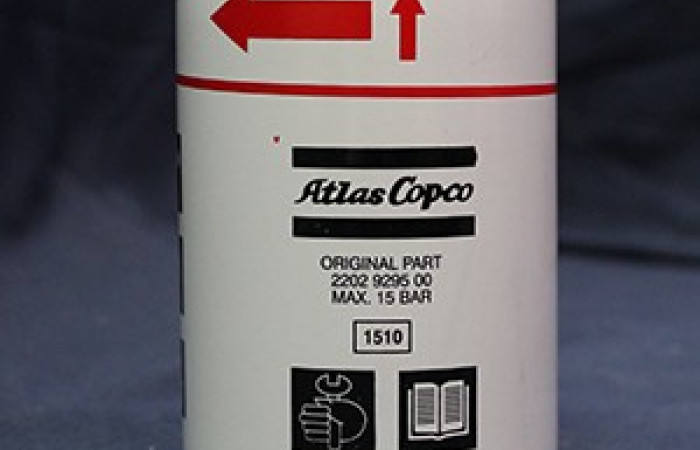 Atlas Copco
ORIGINAL PART
2202 9295 00
MAX. 15 BAR
1510